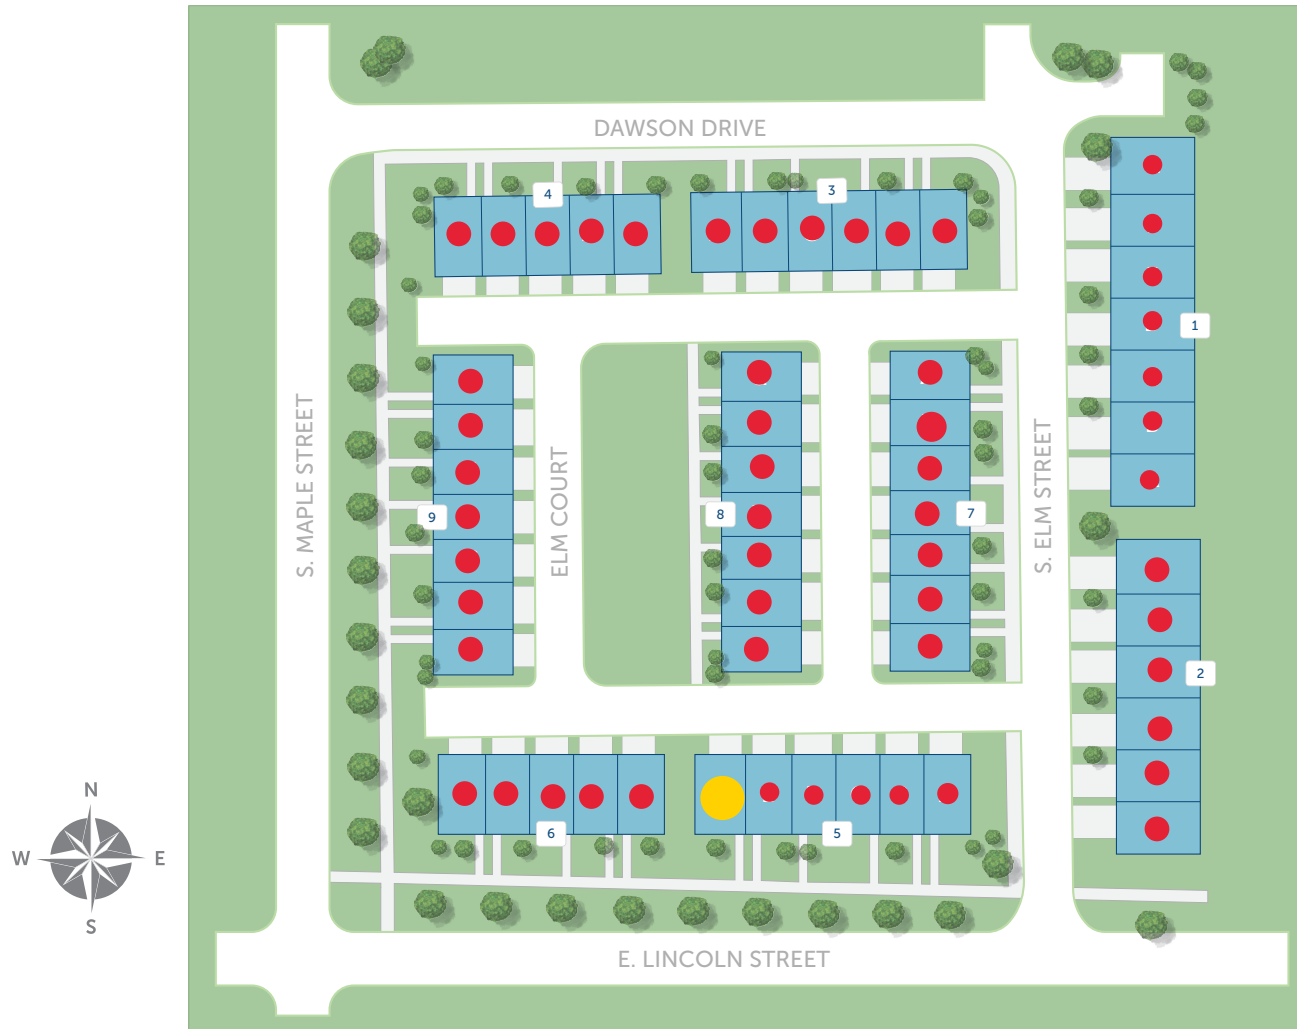 DAWSON DRIVE
4
3
1
S. MAPLE STREET
ELM COURT
S. ELM STREET
9
8
7
2
6
5
N
W
E
S
E. LINCOLN STREET